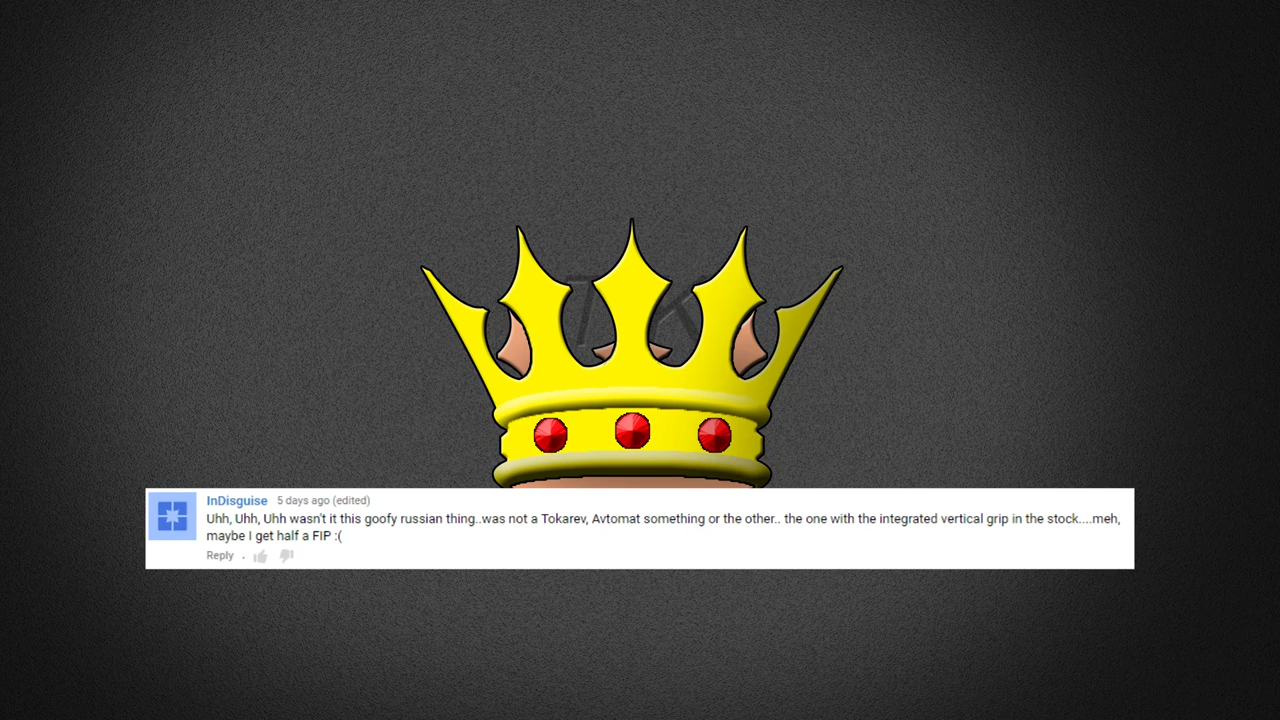 InDisguise 5 days ago (edited)
Uhh, Uhh, Uhh wasn't it this goofy russian thing..was not a Tokarev, Avtomat something or the other.. the one with the integrated vertical grip in the stock....meh,
maybe I get half a FIP :(
Reply .